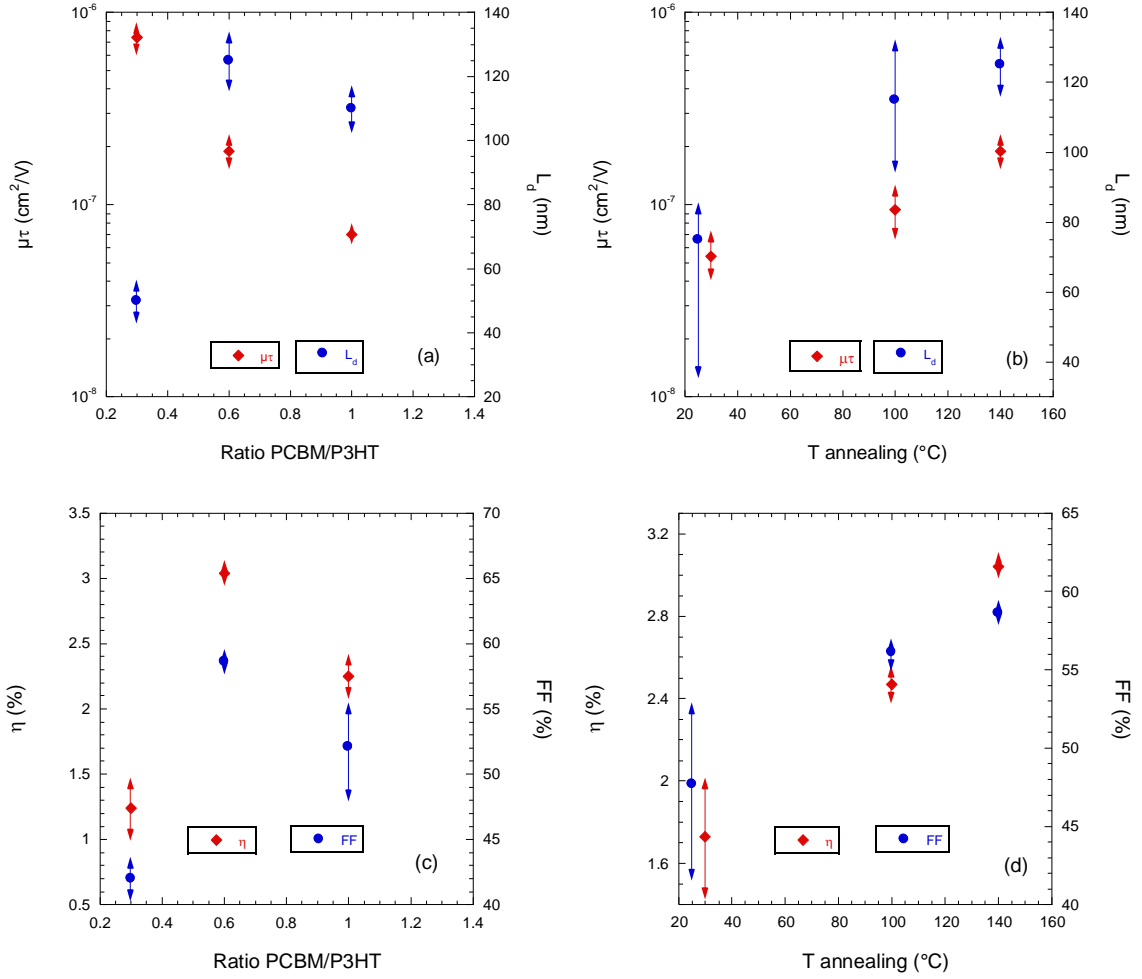 10⁻⁶
10⁻⁷
10⁻⁸
μτ (cm²/V)
140
120
100
80
60
40
20
L_d (nm)
μτ
L_d
(a)
0.2 0.4 0.6 0.8 1 1.2 1.4
Ratio PCBM/P3HT
10⁻⁶
10⁻⁷
10⁻⁸
μτ (cm²/V)
140
120
100
80
60
40
L_d (nm)
μτ
L_d
(b)
20 40 60 80 100 120 140 160
T annealing (°C)
3.5
3
2.5
2
1.5
1
0.5
η (%)
70
65
60
55
50
45
40
FF (%)
η
FF
(c)
0.2 0.4 0.6 0.8 1 1.2 1.4
Ratio PCBM/P3HT
3.2
2.8
2.4
2
1.6
η (%)
65
60
55
50
45
40
FF (%)
η
FF
(d)
20 40 60 80 100 120 140 160
T annealing (°C)